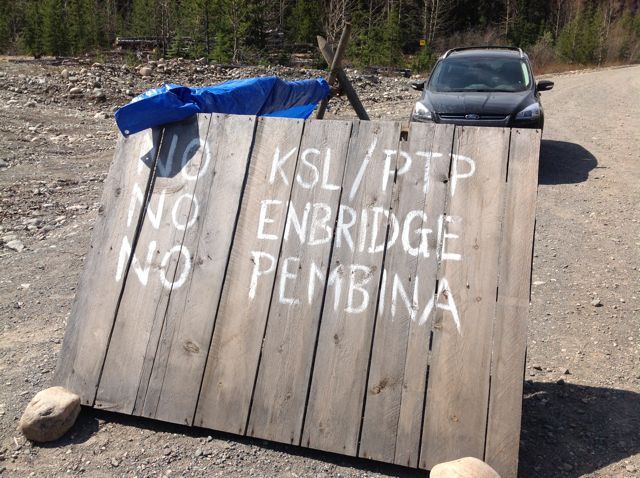 NO KSL/PTP
NO ENBRIDGE
NO PEMBINA